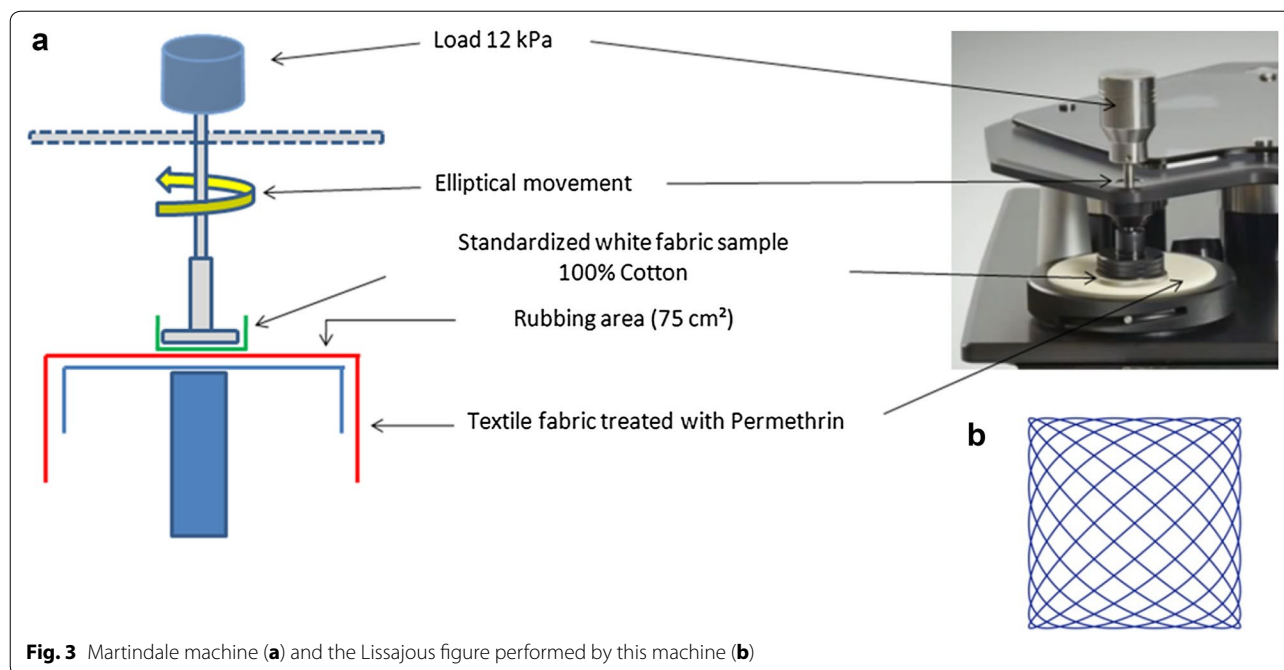 a
Load 12 kPa
Elliptical movement
Standardized white fabric sample
100% Cotton
Rubbing area (75 cm²)
Textile fabric treated with Permethrin
b
Fig. 3 Martindale machine (a) and the Lissajous figure performed by this machine (b)